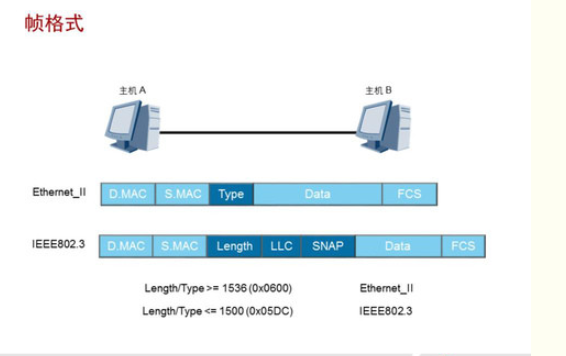 帧格式
主机 A 主机 B
Ethernet_II D.MAC S.MAC Type Data FCS
IEEE802.3 D.MAC S.MAC Length LLC SNAP Data FCS
Length/Type>= 1536 (0x0600) Ethernet_II
Length/Type <= 1500 (0x05DC) IEEE802.3